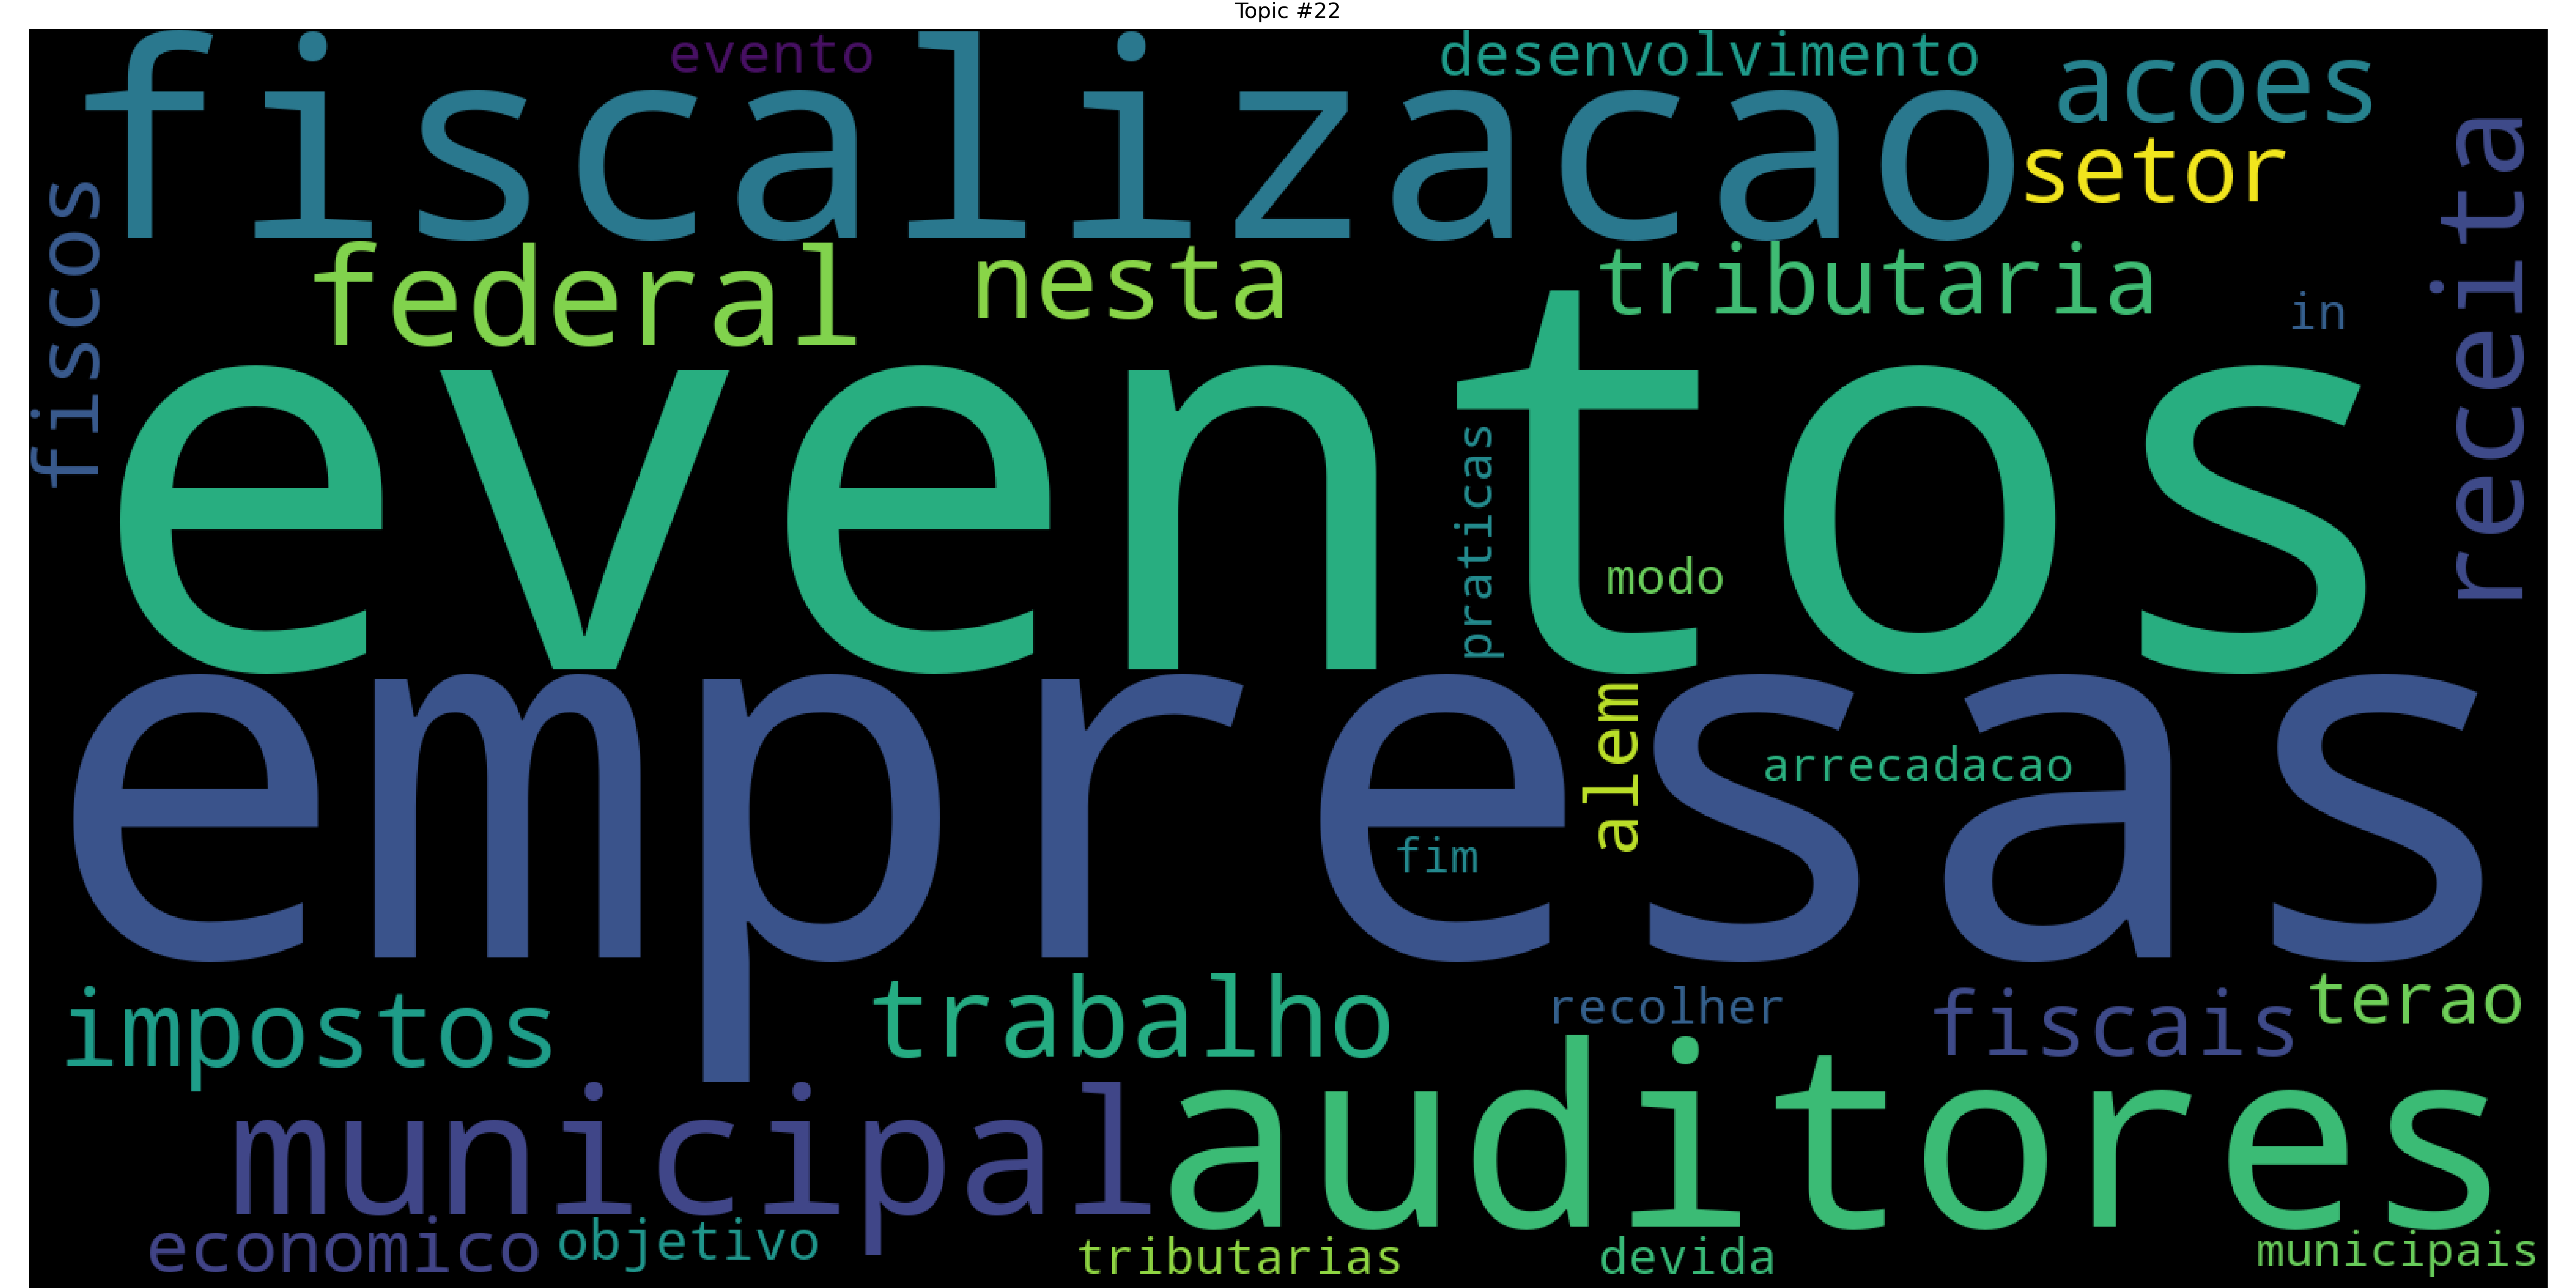 Topic #22
evento
desenvolvimento
acoes
fiscalizacao
setor
receita
fiscos
federal
nesta
tributaria
in
eventos
praticas
modo
empresas
alem
arrecadacao
fim
impostos
trabalho
recolher
fiscais
terao
municipal
auditores
economico
objetivo
tributarias
devida
municipais